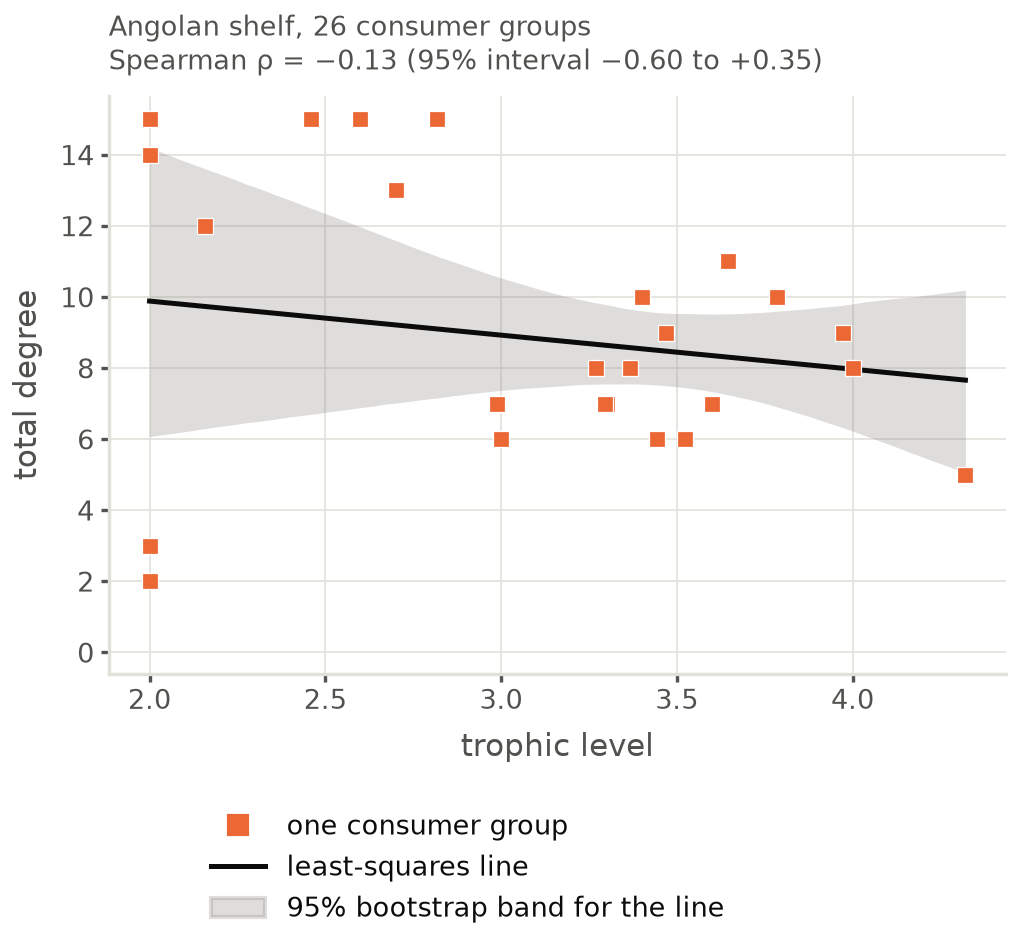 Angolan shelf, 26 consumer groups
Spearman ρ = −0.13 (95% interval −0.60 to +0.35)
14
12
10
8
6
4
2
0
total degree
2.0 2.5 3.0 3.5 4.0
trophic level
one consumer group
least-squares line
95% bootstrap band for the line